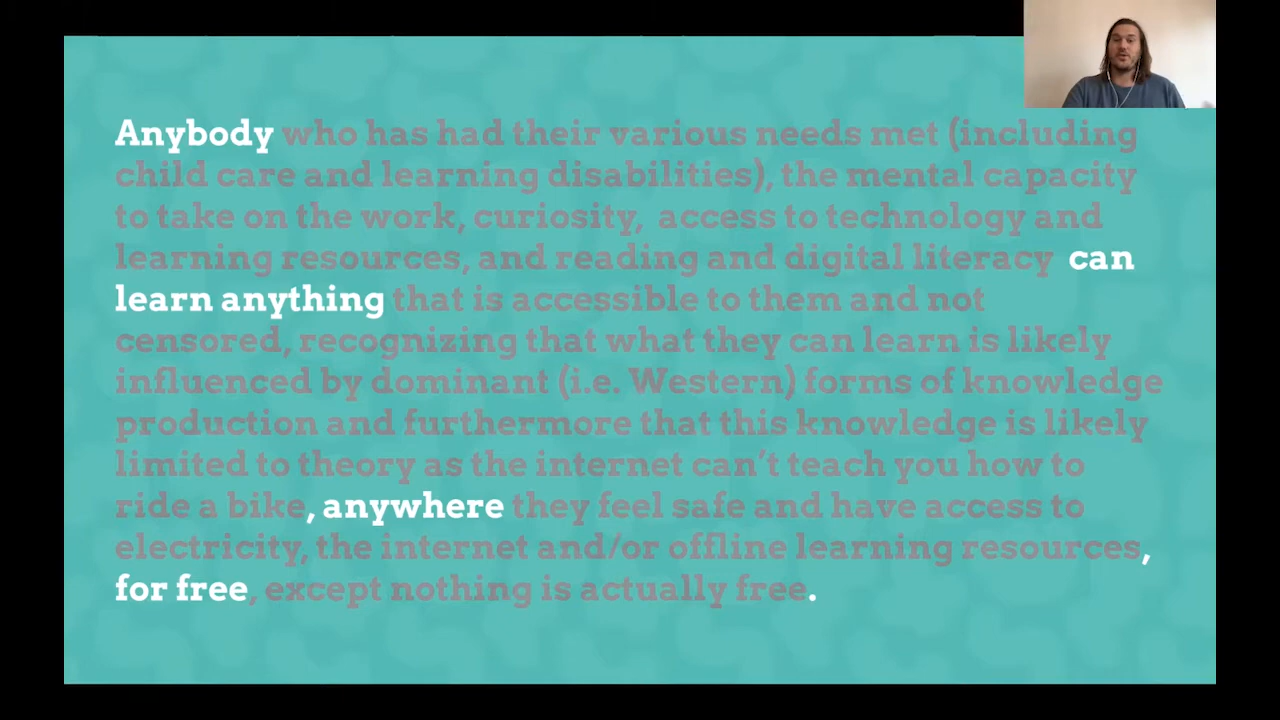 Anybody who has had their various needs met (including
child care and learning disabilities), the mental capacity
to take on the work, curiosity, access to technology and
learning resources, and reading and digital literacy can
learn anything that is accessible to them and not
censored, recognizing that what they can learn is likely
influenced by dominant (i.e. Western) forms of knowledge
production and furthermore that this knowledge is likely
limited to theory as the internet can’t teach you how to
ride a bike, anywhere they feel safe and have access to
electricity, the internet and/or offline learning resources,
for free, except nothing is actually free.